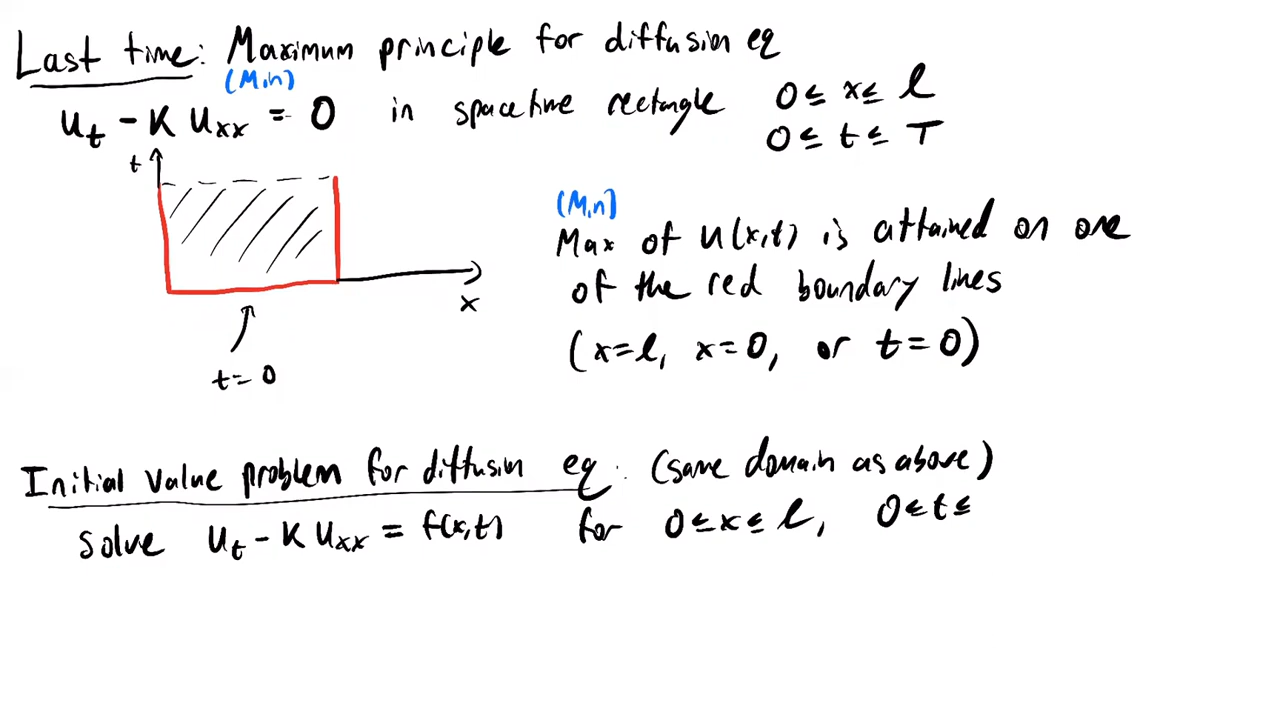 Last time: Maximum principle for diffusion eq
(Min)
u_t - K u_xx = 0 in spacetime rectangle 0 ≤ x ≤ l
0 ≤ t ≤ T
t
(Min)
Max of u(x,t) is attained on one
of the red boundary lines
x
(x=l, x=0, or t=0)
t=0
Initial value problem for diffusion eq: (same domain as above)
solve u_t - K u_xx = f(x,t) for 0≤x≤l, 0≤t≤